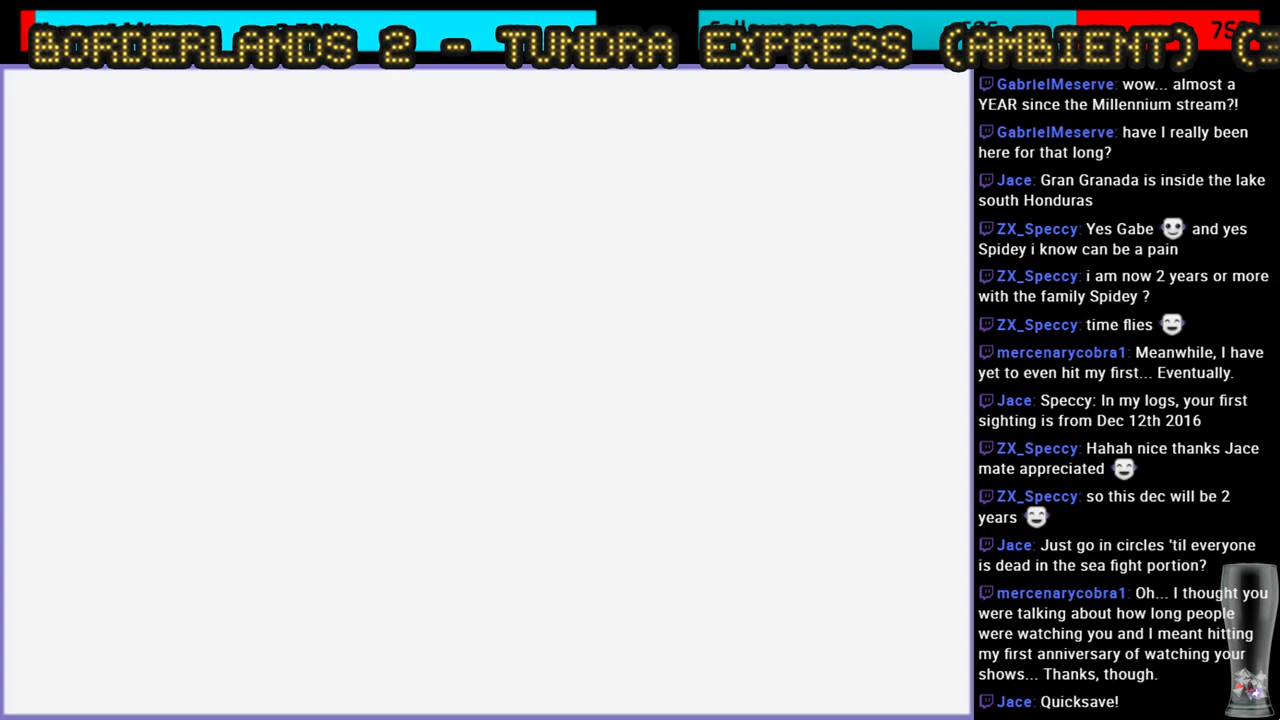 BORDERLANDS 2 - TUNDRA EXPRESS (AMBIENT)
GabrielMeserve: wow... almost a
YEAR since the Millennium stream?!
GabrielMeserve: have I really been
here for that long?
Jace: Gran Granada is inside the lake
south Honduras
ZX_Speccy: Yes Gabe and yes
Spidey i know can be a pain
ZX_Speccy: i am now 2 years or more
with the family Spidey ?
ZX_Speccy: time flies
mercenarycobra1: Meanwhile, I have
yet to even hit my first... Eventually.
Jace: Speccy: In my logs, your first
sighting is from Dec 12th 2016
ZX_Speccy: Hahah nice thanks Jace
mate appreciated
ZX_Speccy: so this dec will be 2
years
Jace: Just go in circles 'til everyone
is dead in the sea fight portion?
mercenarycobra1: Oh... I thought you
were talking about how long people
were watching you and I meant hitting
my first anniversary of watching your
shows... Thanks, though.
Jace: Quicksave!